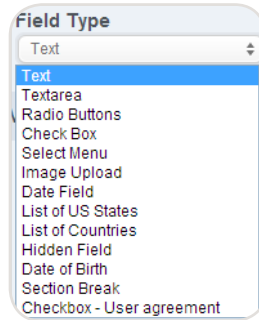 Field Type
Text
Text
Textarea
Radio Buttons
Check Box
Select Menu
Image Upload
Date Field
List of US States
List of Countries
Hidden Field
Date of Birth
Section Break
Checkbox - User agreement